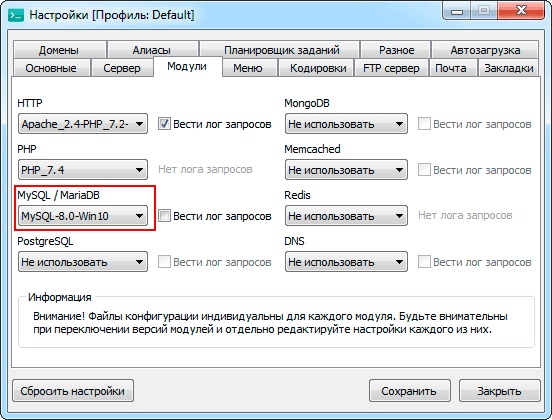 Настройки [Профиль: Default]
Домены Алиасы Планировщик заданий Разное Автозагрузка
Основные Сервер Модули Меню Кодировки FTP сервер Почта Закладки
HTTP MongoDB
Apache_2.4-PHP_7.2- Вести лог запросов Не использовать Вести лог запросов
PHP Memcached
PHP_7.4 Нет лога запросов Не использовать Вести лог запросов
MySQL / MariaDB Redis
MySQL-8.0-Win10 Вести лог запросов Не использовать Нет лога запросов
PostgreSQL DNS
Не использовать Вести лог запросов Не использовать Вести лог запросов
Информация
Внимание! Файлы конфигурации индивидуальны для каждого модуля. Будьте внимательны
при переключении версий модулей и отдельно редактируйте настройки каждого из них.
Сбросить настройки Сохранить Закрыть